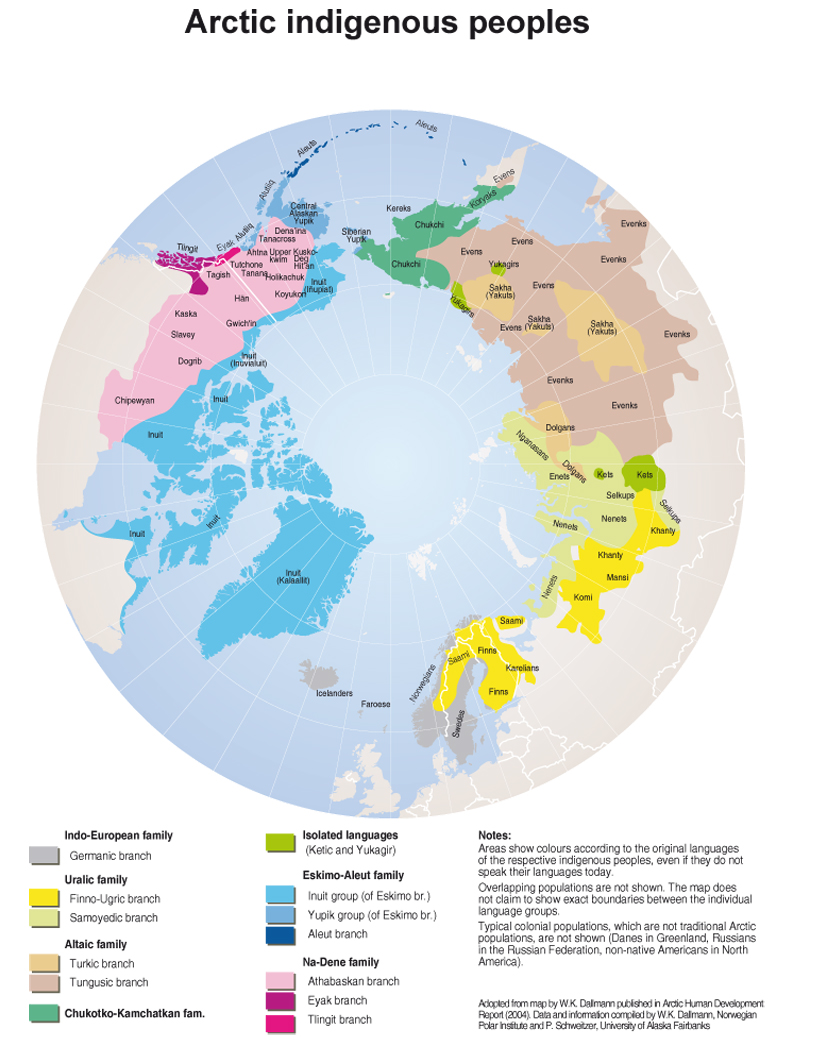 Arctic indigenous peoples
Aleuts
Aleuts
Alutiiq
Evens
Koryaks
Central
Alaskan
Yupik
Kereks
Chukchi
Siberian
Yupik
Evenks
Tlingit
Eyak
Alutiiq
Dena'ina
Tanacross
Ahtna
Upper Kusko-
kwim
Deg
Hit'an
Tutchone
Tanana
Tagish
Holikachuk
Hän
Koyukon
Inuit
(Iñupiat)
Chukchi
Evens
Evens
Yukagirs
Evenks
Sakha
(Yakuts)
Evens
Yukagirs
Evens
Sakha
(Yakuts)
Sakha
(Yakuts)
Evenks
Kaska
Gwich'in
Slavey
Inuit
(Inuvialuit)
Dogrib
Chipewyan
Inuit
Inuit
Evenks
Evenks
Dolgans
Nganasans
Dolgans
Enets
Kets
Kets
Selkups
Selkups
Nenets
Nenets
Khanty
Khanty
Mansi
Nenets
Komi
Inuit
Inuit
Inuit
(Kalaallit)
Saami
Saami
Finns
Karelians
Finns
Norwegians
Swedes
Icelanders
Faroese
Indo-European family
Germanic branch
Uralic family
Finno-Ugric branch
Samoyedic branch
Altaic family
Turkic branch
Tungusic branch
Chukotko-Kamchatkan fam.
Isolated languages
(Ketic and Yukagir)
Eskimo-Aleut family
Inuit group (of Eskimo br.)
Yupik group (of Eskimo br.)
Aleut branch
Na-Dene family
Athabaskan branch
Eyak branch
Tlingit branch
Notes:
Areas show colours according to the original languages
of the respective indigenous peoples, even if they do not
speak their languages today.
Overlapping populations are not shown. The map does
not claim to show exact boundaries between the individual
language groups.
Typical colonial populations, which are not traditional Arctic
populations, are not shown (Danes in Greenland, Russians
in the Russian Federation, non-native Americans in North
America).
Adopted from map by W.K. Dallmann published in Arctic Human Development
Report (2004). Data and information compiled by W.K. Dallmann, Norwegian
Polar Institute and P. Schweitzer, University of Alaska Fairbanks